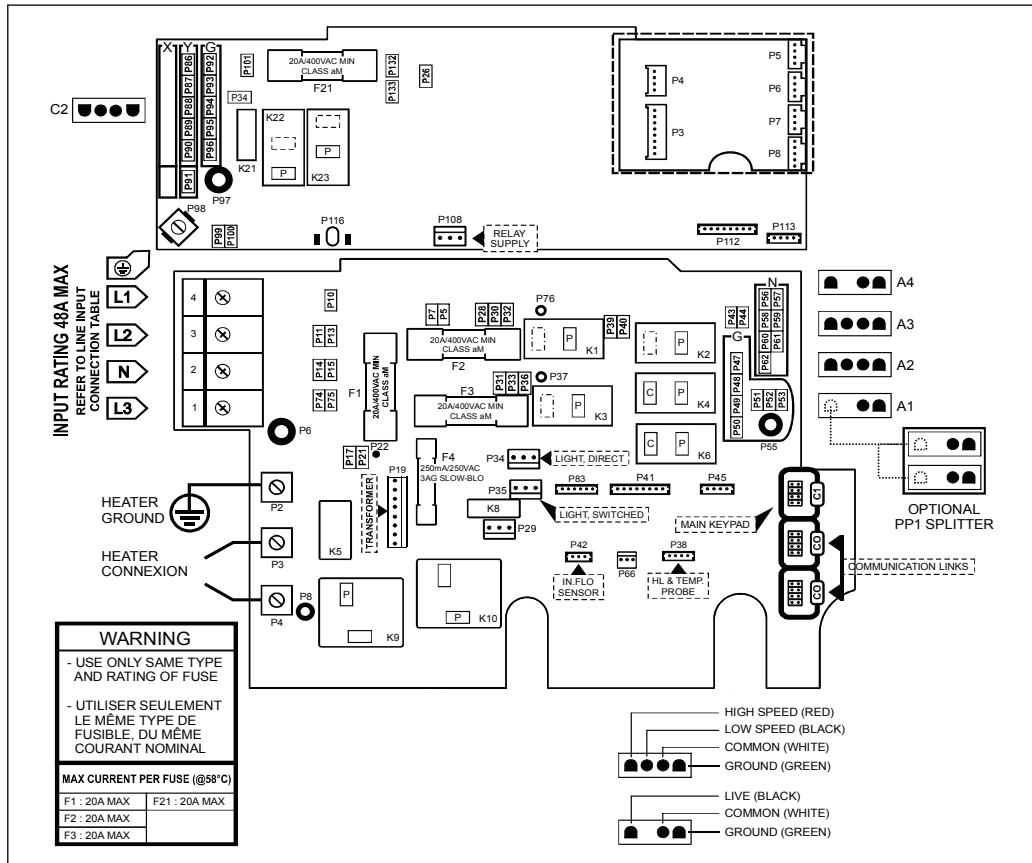 X
Y
G
P86
P87
P88
P89
P90
P91
P92
P93
P94
P95
P96
P101
20A/400VAC MIN
CLASS aM
F21
P132
P133
P26
P34
K22
P
K21
P
K23
C2
P97
P98
P99
P100
P116
P108
RELAY
SUPPLY
P4
P3
P5
P6
P7
P8
P112
P113
INPUT RATING 48A MAX
REFER TO LINE INPUT
CONNECTION TABLE
L1
L2
N
L3
4
3
2
1
P10
P11
P13
P14
P15
P74
P75
P6
P17
P21
P22
F1
20A/400VAC MIN
CLASS aM
P7
P5
P28
P30
P32
20A/400VAC MIN
CLASS aM
F2
P76
P
K1
P39
P40
P31
P33
P36
F3
20A/400VAC MIN
CLASS aM
P37
P
K3
P
K2
C
P
K4
C
P
K6
P43
P44
G
P47
P48
P49
P50
P51
P52
P53
P55
N
P56
P57
P58
P59
P60
P61
P62
A4
A3
A2
A1
OPTIONAL
PP1 SPLITTER
F4
250mA/250VAC
3AG SLOW-BLO
P19
TRANSFORMER
P34
LIGHT, DIRECT
P35
LIGHT, SWITCHED
K8
P29
P83
P41
P45
MAIN KEYPAD
C1
CO
CO
COMMUNICATION LINKS
P42
IN.FLO
SENSOR
P66
P38
HL & TEMP.
PROBE
HEATER
GROUND
P2
HEATER
CONNEXION
P3
P4
P8
K5
P
K9
P
K10
WARNING
- USE ONLY SAME TYPE
AND RATING OF FUSE
- UTILISER SEULEMENT
LE MÊME TYPE DE
FUSIBLE, DU MÊME
COURANT NOMINAL
MAX CURRENT PER FUSE (@58°C)
F1 : 20A MAX
F21 : 20A MAX
F2 : 20A MAX
F3 : 20A MAX
HIGH SPEED (RED)
LOW SPEED (BLACK)
COMMON (WHITE)
GROUND (GREEN)
LIVE (BLACK)
COMMON (WHITE)
GROUND (GREEN)